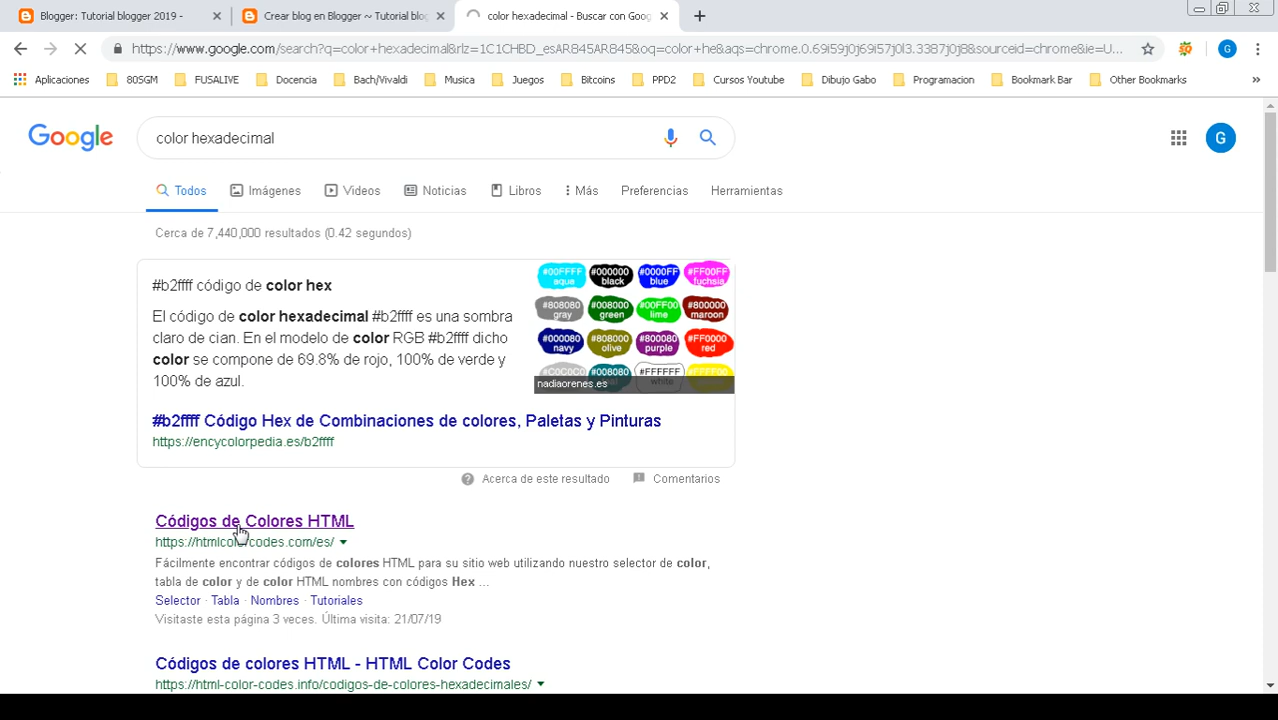 Blogger: Tutorial blogger 2019 -
Crear blog en Blogger ~ Tutorial blog
color hexadecimal - Buscar con Goog
https://www.google.com/search?q=color+hexadecimal&rlz=1C1CHBD_esAR845AR845&oq=color+he&aqs=chrome.0.69i59j0j69i57j0l3.3387j0j8&sourceid=chrome&ie=U...
G
Aplicaciones
80SGM
FUSALIVE
Docencia
Bach/Vivaldi
Musica
Juegos
Bitcoins
PPD2
Cursos Youtube
Dibujo Gabo
Programacion
Bookmark Bar
Other Bookmarks
Google
color hexadecimal
G
Todos
Imágenes
Videos
Noticias
Libros
Más
Preferencias
Herramientas
Cerca de 7,440,000 resultados (0.42 segundos)
#b2ffff código de color hex
El código de color hexadecimal #b2ffff es una sombra
claro de cian. En el modelo de color RGB #b2ffff dicho
color se compone de 69.8% de rojo, 100% de verde y
100% de azul.
#00FFFF aqua
#000000 black
#0000FF blue
#FF00FF fuchsia
#808080 gray
#008000 green
#00FF00 lime
#800000 maroon
#000080 navy
#808000 olive
#800080 purple
#FF0000 red
#C0C0C0
#008080
#FFFFFF white
#FFFF00
nadiaorenes.es
#b2ffff Código Hex de Combinaciones de colores, Paletas y Pinturas
https://encycolorpedia.es/b2ffff
Acerca de este resultado
Comentarios
Códigos de Colores HTML
https://htmlcolorcodes.com/es/
Fácilmente encontrar códigos de colores HTML para su sitio web utilizando nuestro selector de color,
tabla de color y de color HTML nombres con códigos Hex ...
Selector · Tabla · Nombres · Tutoriales
Visitaste esta página 3 veces. Última visita: 21/07/19
Códigos de colores HTML - HTML Color Codes
https://html-color-codes.info/codigos-de-colores-hexadecimales/